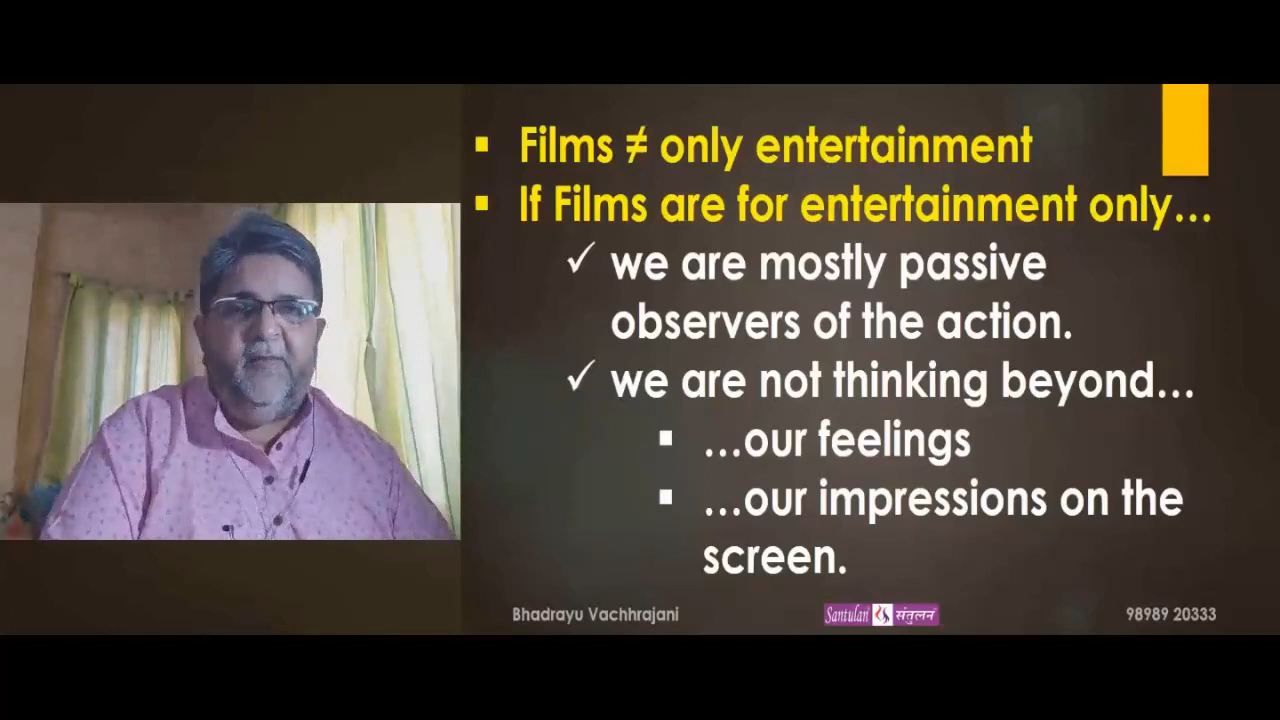 ▪ Films ≠ only entertainment
▪ If Films are for entertainment only…
✓ we are mostly passive
observers of the action.
✓ we are not thinking beyond…
▪ …our feelings
▪ …our impressions on the
screen.
Bhadrayu Vachhrajani Santulan संतुलन 98989 20333